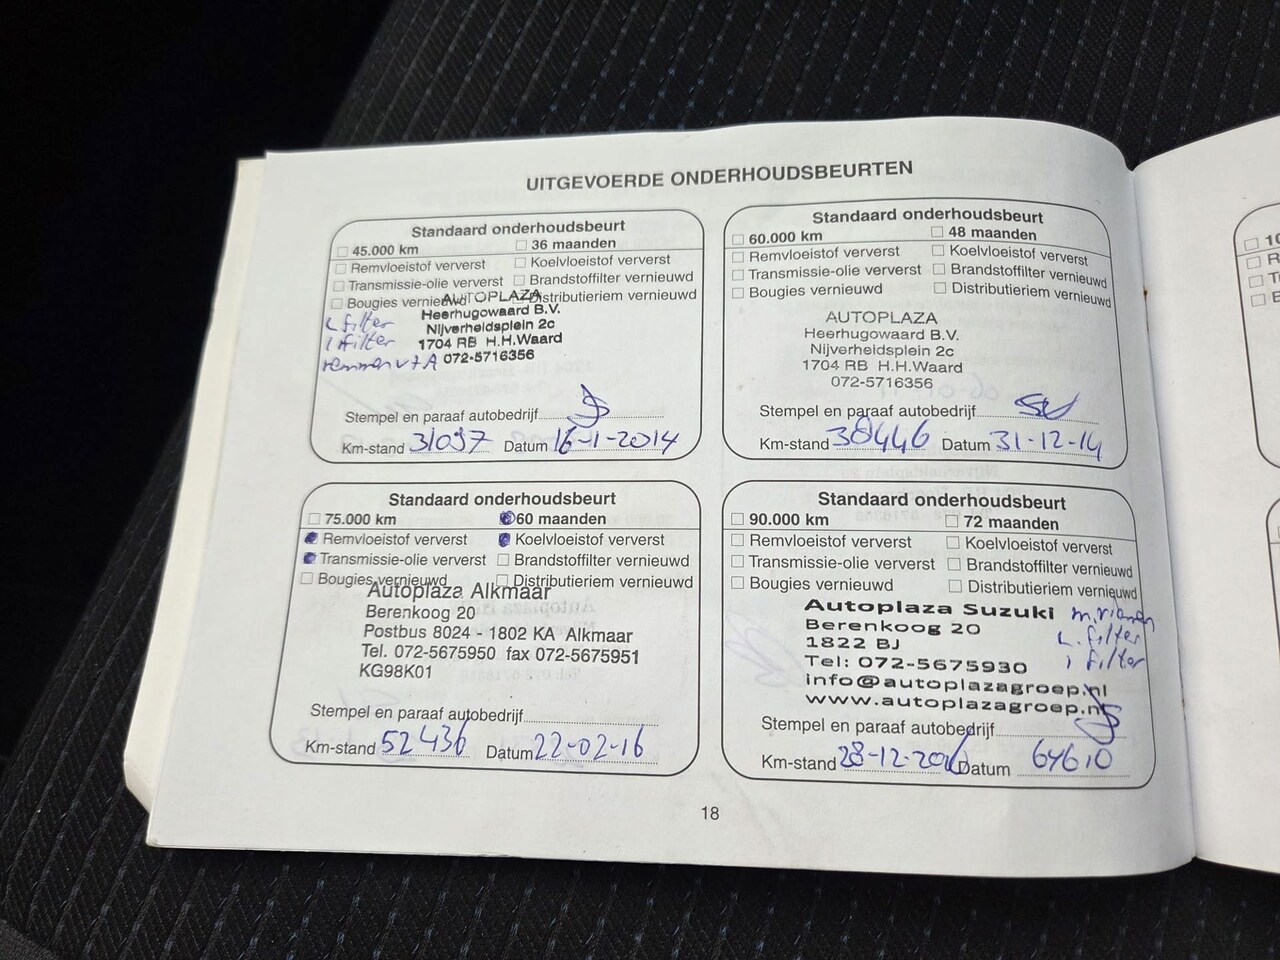 UITGEVOERDE ONDERHOUDSBEURTEN
Standaard onderhoudsbeurt
45.000 km 36 maanden
Remvloeistof ververst Koelvloeistof ververst
Transmissie-olie ververst Brandstoffilter vernieuwd
Bougies vernieuwd Distributieriem vernieuwd
L filter
i filter
remmen v+A
AUTOPLAZA
Heerhugowaard B.V.
Nijverheidsplein 2c
1704 RB H.H.Waard
072-5716356
Stempel en paraaf autobedrijf
Km-stand 31097 Datum 16-1-2014
Standaard onderhoudsbeurt
60.000 km 48 maanden
Remvloeistof ververst Koelvloeistof ververst
Transmissie-olie ververst Brandstoffilter vernieuwd
Bougies vernieuwd Distributieriem vernieuwd
AUTOPLAZA
Heerhugowaard B.V.
Nijverheidsplein 2c
1704 RB H.H.Waard
072-5716356
Stempel en paraaf autobedrijf
Km-stand 38446 Datum 31-12-14
Standaard onderhoudsbeurt
75.000 km 60 maanden
Remvloeistof ververst Koelvloeistof ververst
Transmissie-olie ververst Brandstoffilter vernieuwd
Bougies vernieuwd Distributieriem vernieuwd
Autoplaza Alkmaar
Berenkoog 20
Postbus 8024 - 1802 KA Alkmaar
Tel. 072-5675950 fax 072-5675951
KG98K01
Stempel en paraaf autobedrijf
Km-stand 52436 Datum 22-02-16
Standaard onderhoudsbeurt
90.000 km 72 maanden
Remvloeistof ververst Koelvloeistof ververst
Transmissie-olie ververst Brandstoffilter vernieuwd
Bougies vernieuwd Distributieriem vernieuwd
Autoplaza Suzuki
Berenkoog 20
1822 BJ
Tel: 072-5675930
info@autoplazagroep.nl
www.autoplazagroep.nl
L. filter
i filter
Stempel en paraaf autobedrijf
Km-stand 28-12-2016 Datum 64610
18